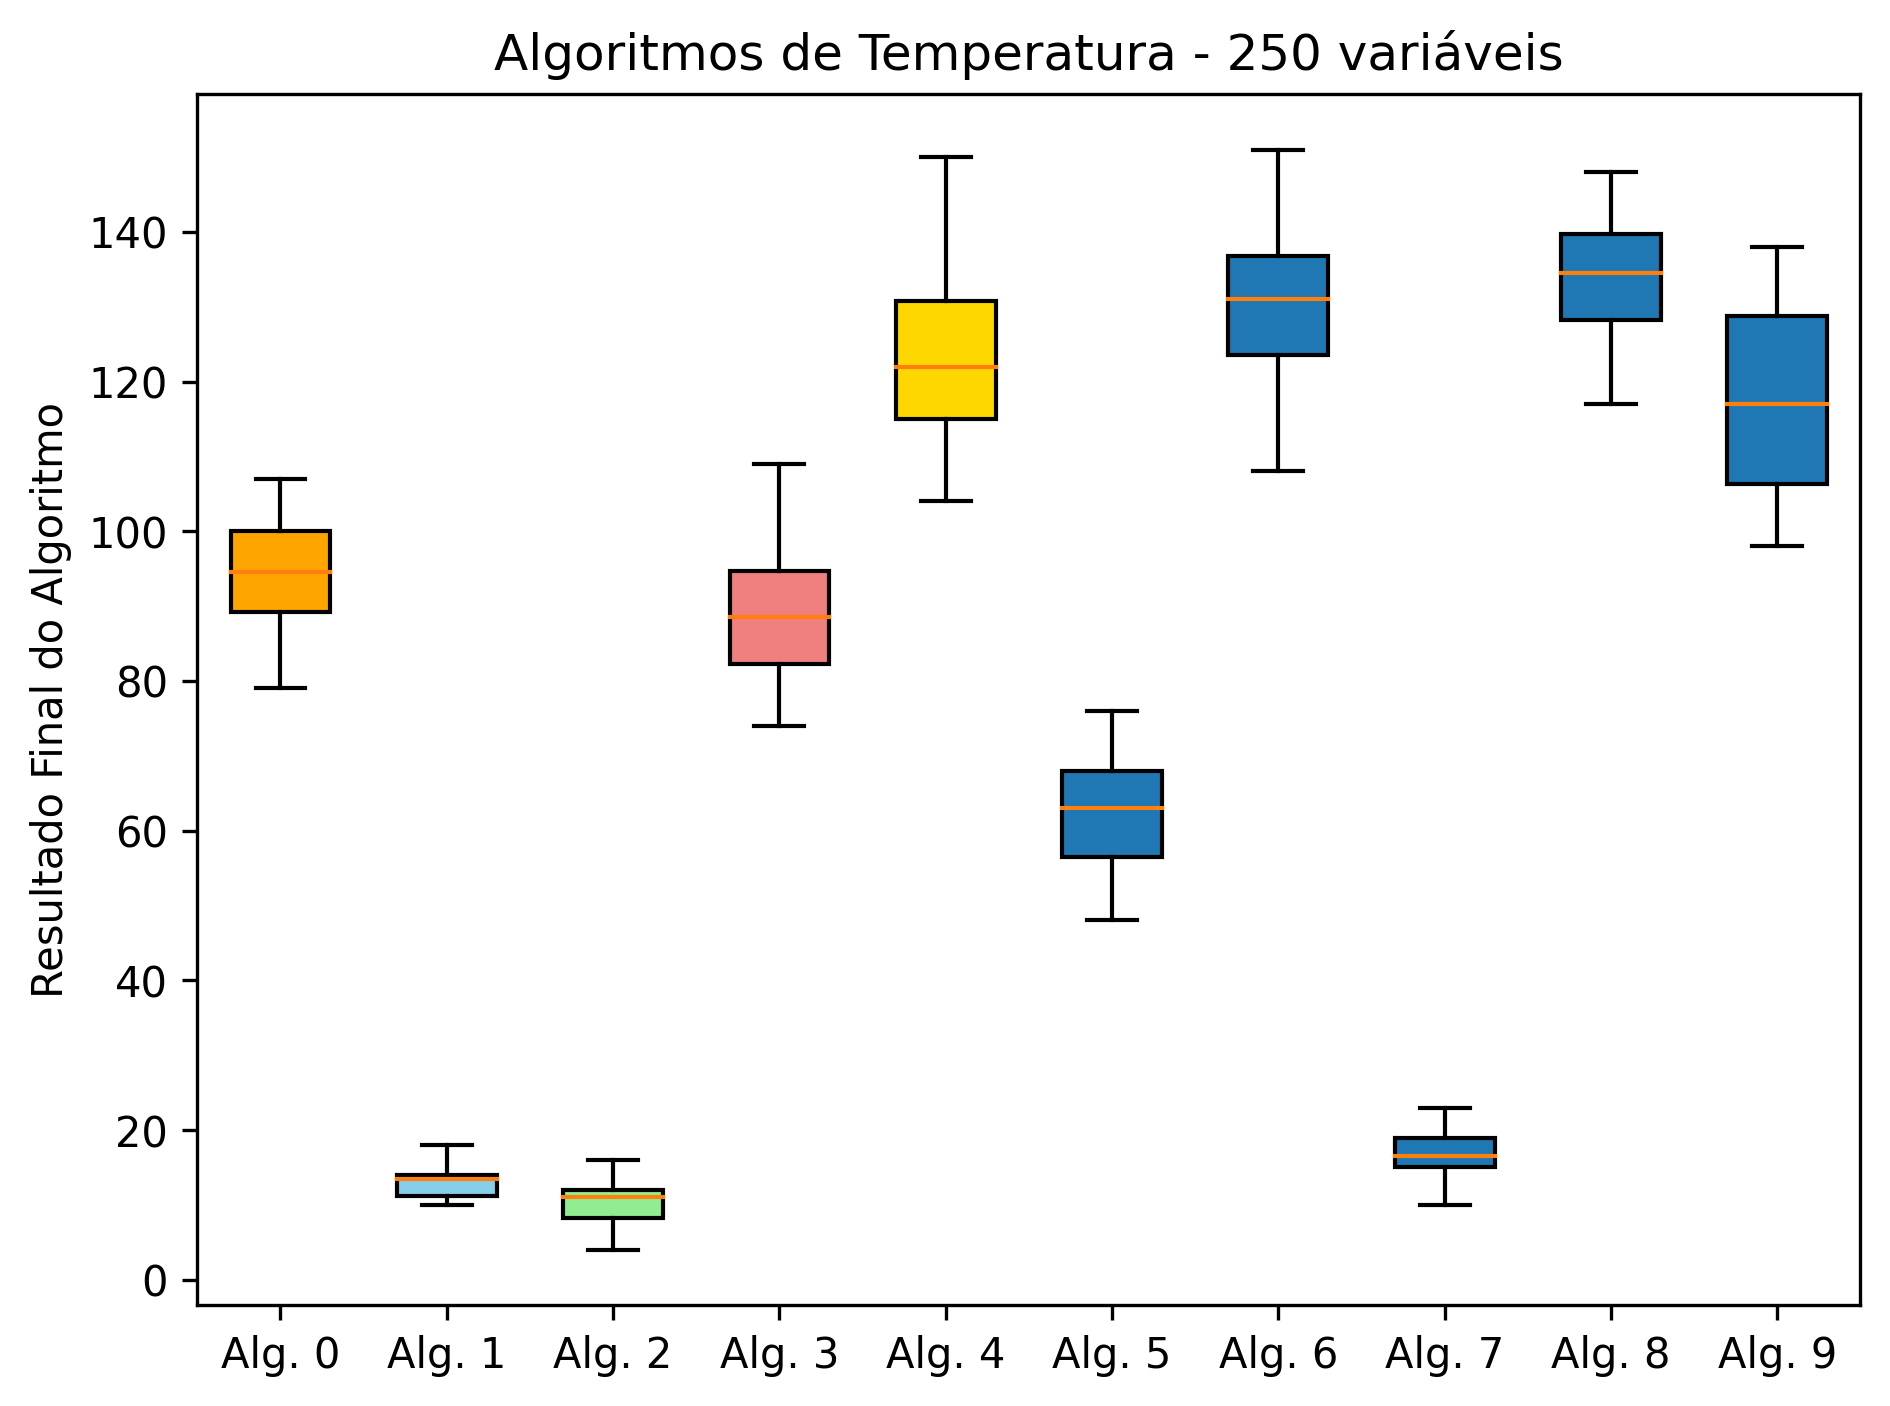 Algoritmos de Temperatura - 250 variáveis
Resultado Final do Algoritmo
140
120
100
80
60
40
20
0
Alg. 0 Alg. 1 Alg. 2 Alg. 3 Alg. 4 Alg. 5 Alg. 6 Alg. 7 Alg. 8 Alg. 9